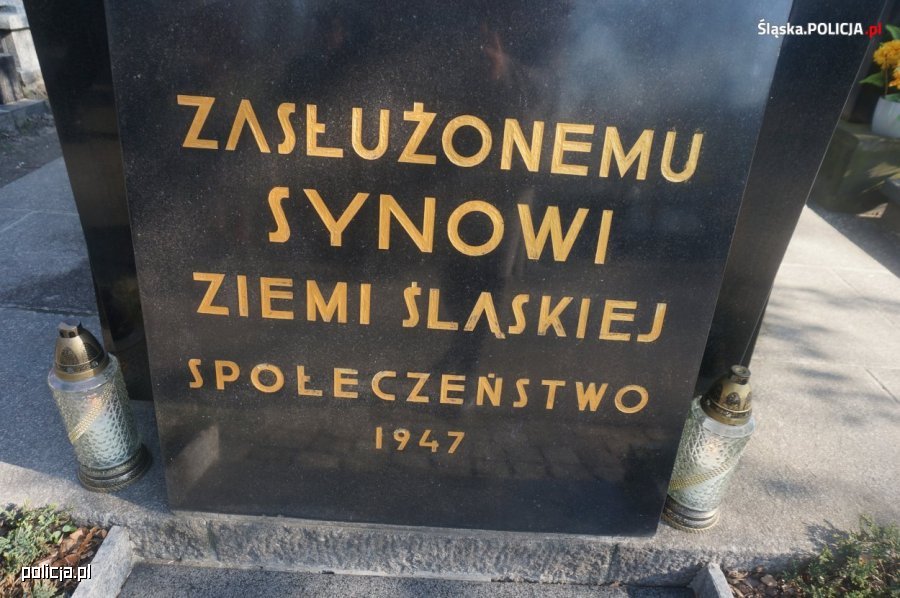 Śląska.POLICJA.pl
ZASŁUŻONEMU
SYNOWI
ZIEMI ŚLĄSKIEJ
SPOŁECZEŃSTWO
1947
policja.pl